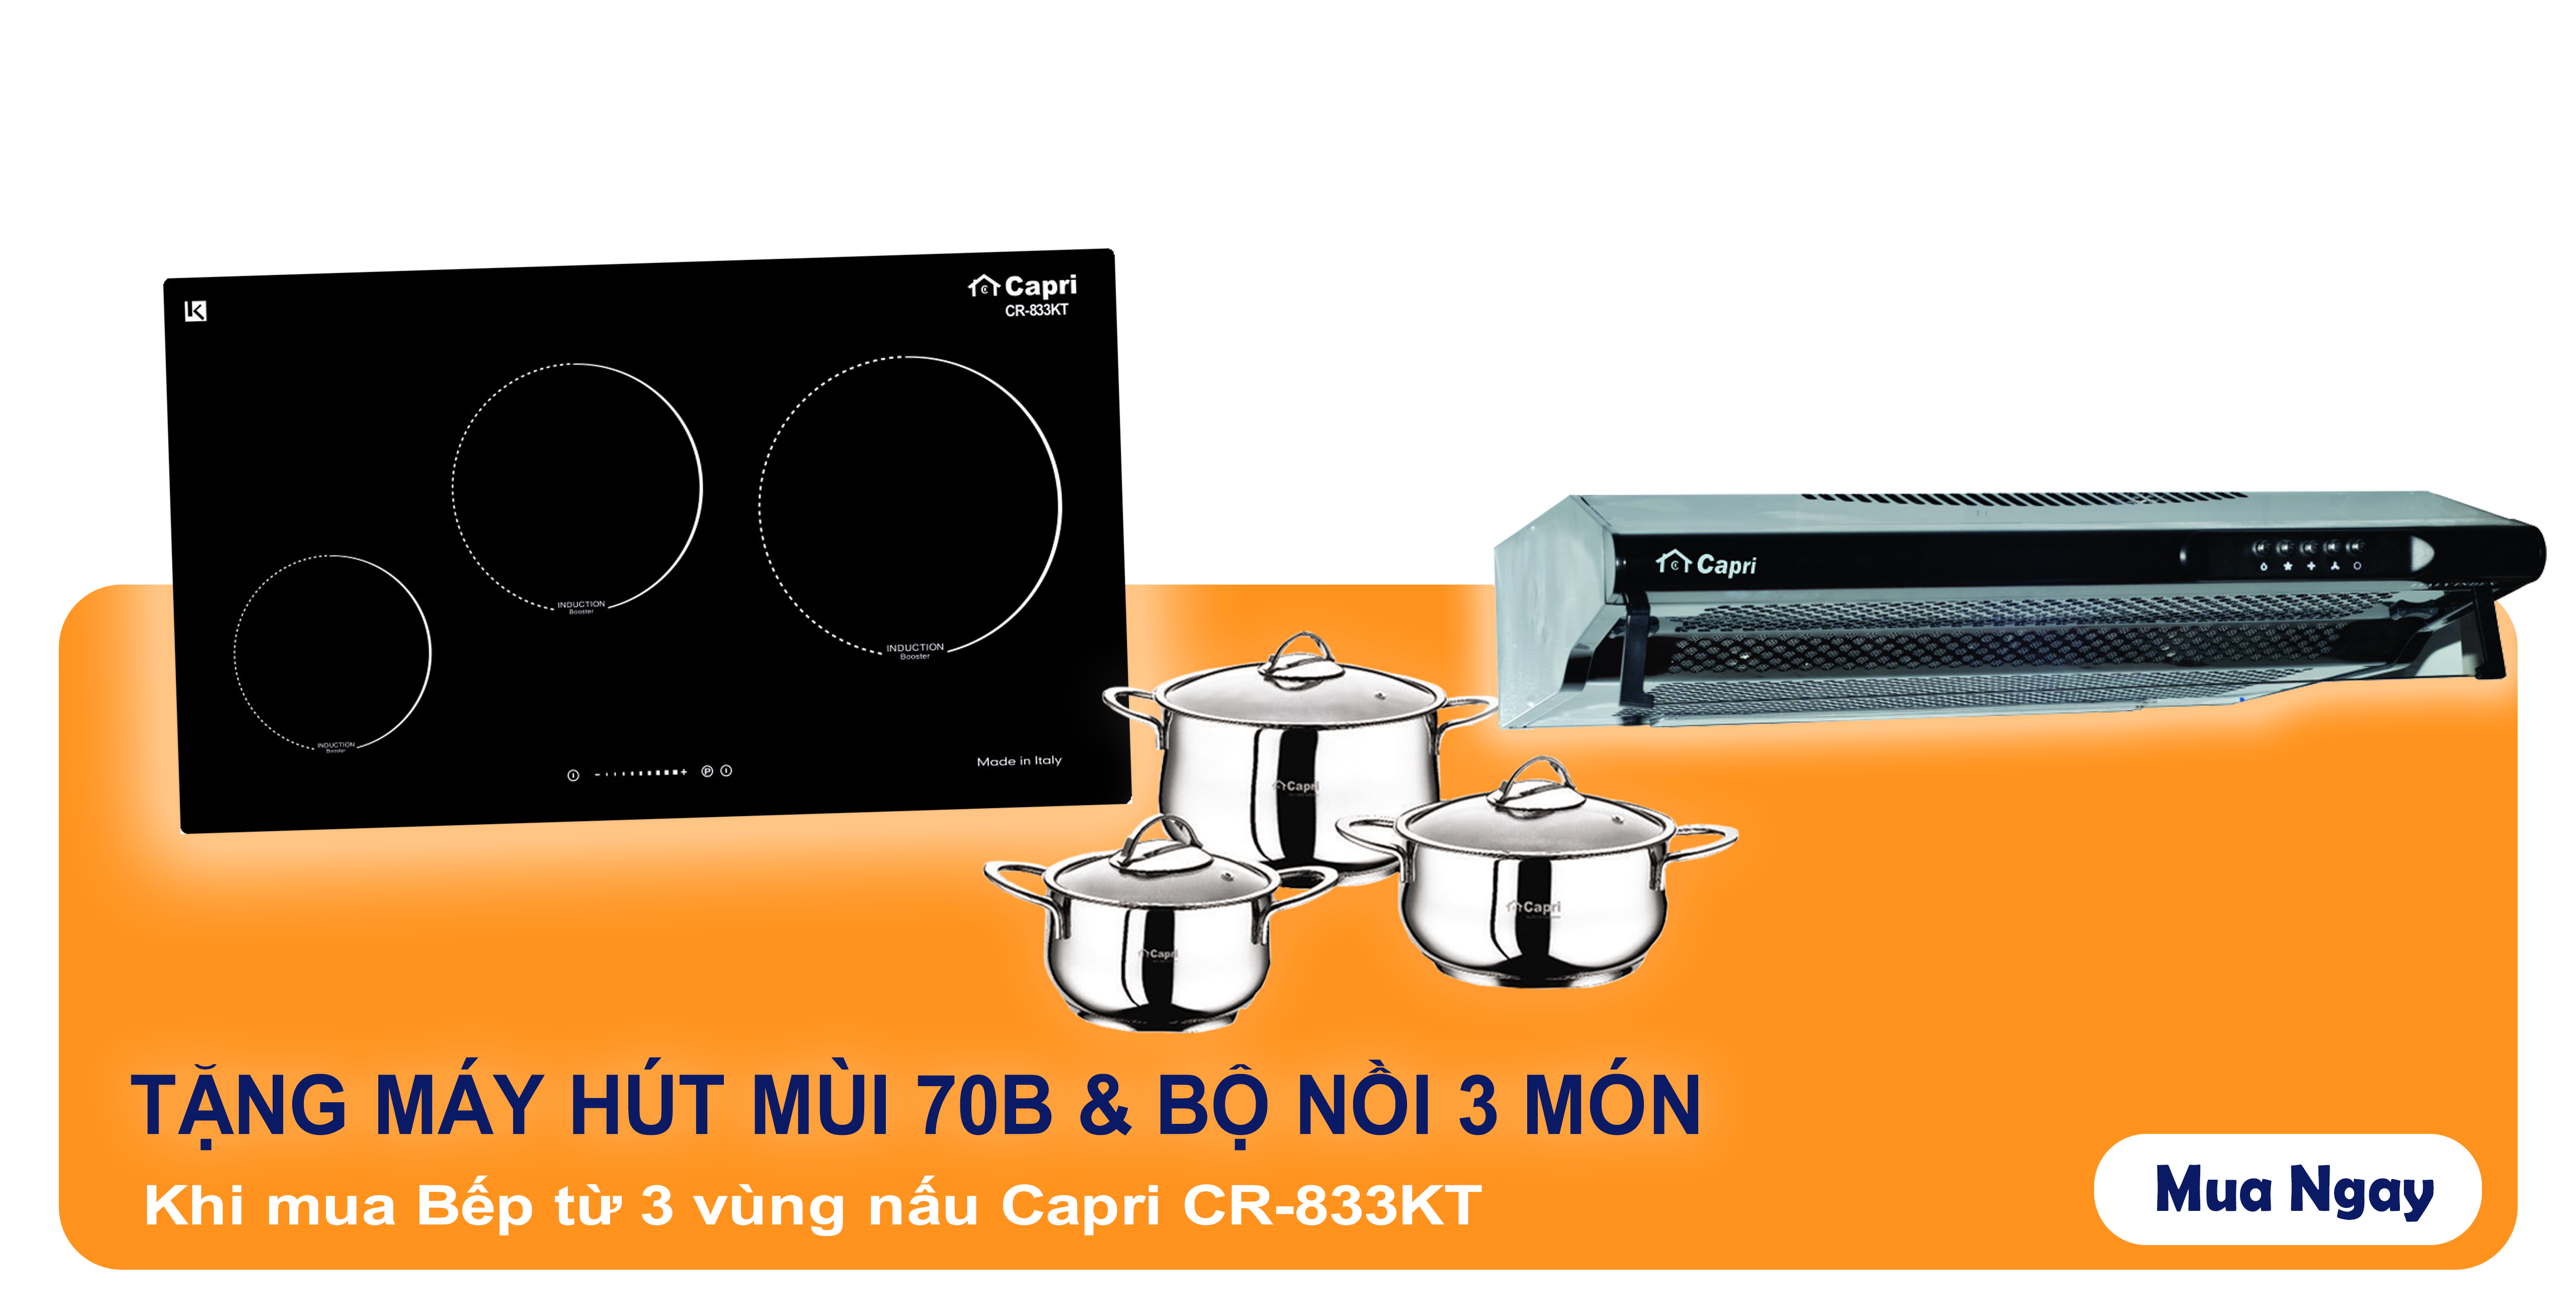 K
Capri
CR-833KT
INDUCTION
Booster
INDUCTION
Booster
INDUCTION
Booster
P
Made in Italy
Capri
Capri
Capri
Capri
TẶNG MÁY HÚT MÙI 70B & BỘ NỒI 3 MÓN
Khi mua Bếp từ 3 vùng nấu Capri CR-833KT
Mua Ngay